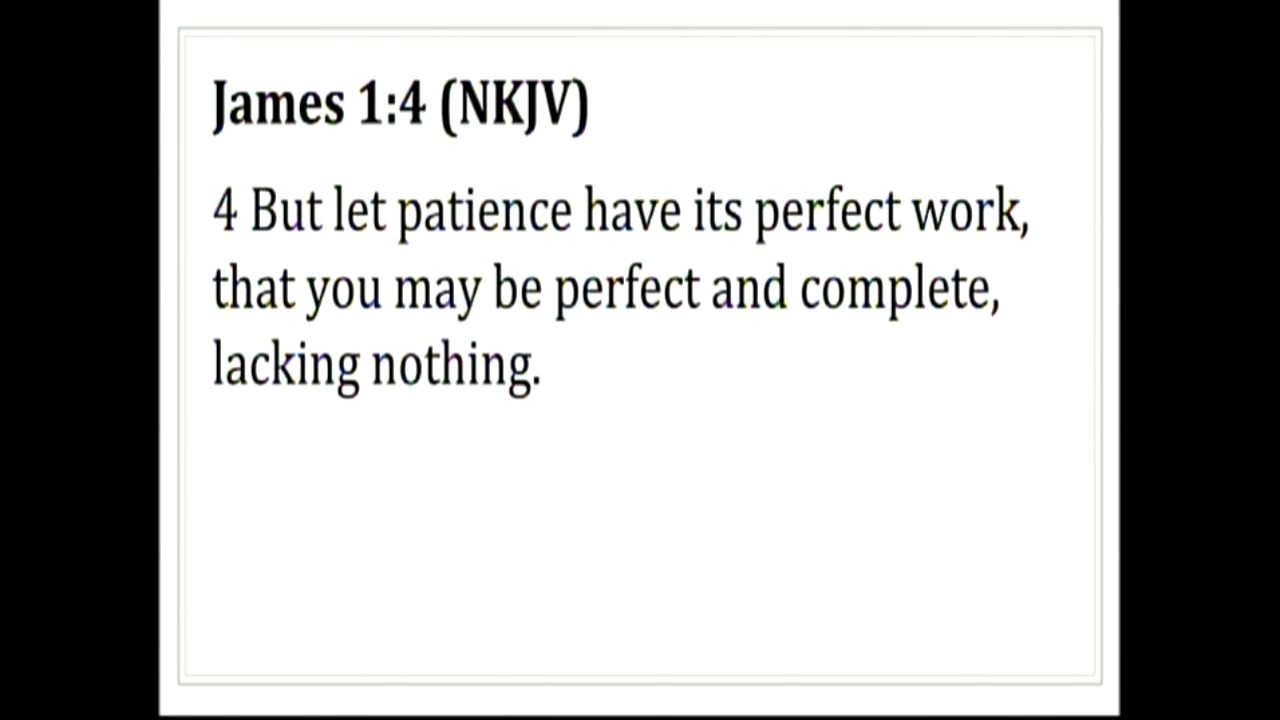 James 1:4 (NKJV)
4 But let patience have its perfect work,
that you may be perfect and complete,
lacking nothing.